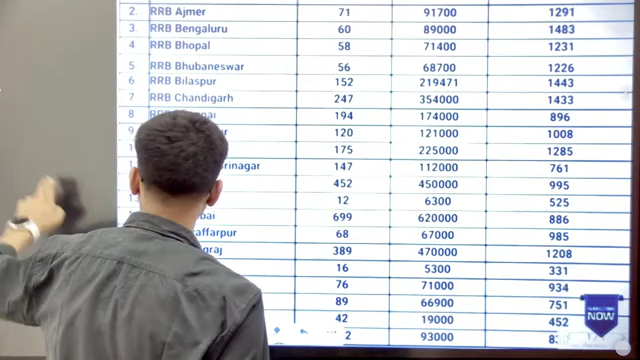 2. RRB Ajmer 71 91700 1291
3. RRB Bengaluru 60 89000 1483
4 RRB Bhopal 58 71400 1231
5 RRB Bhubaneswar 56 68700 1226
6 RRB Bilaspur 152 219471 1443
7 RRB Chandigarh 247 354000 1433
8 194 174000 896
9 120 121000 1008
175 225000 1285
147 112000 761
452 450000 995
12 6300 525
699 620000 886
68 67000 985
389 470000 1208
16 5300 331
76 71000 934
89 66900 751
42 19000 452
93000
NOW